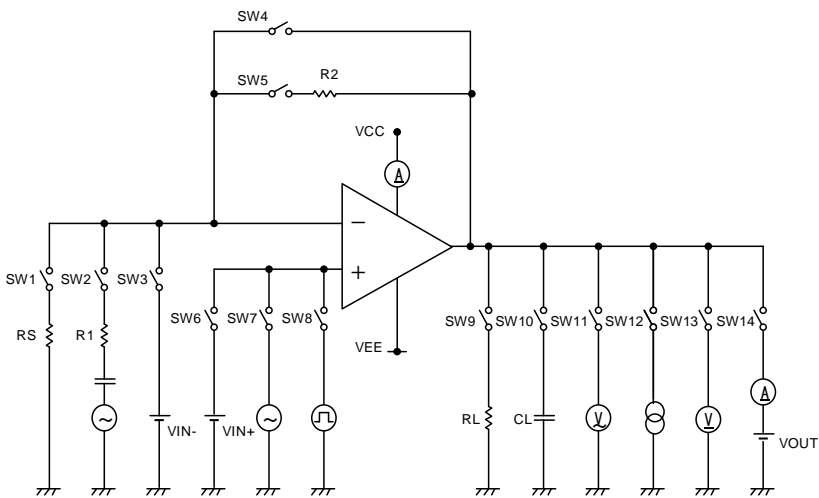 SW4
SW5
R2
VCC
A
−
+
SW1
SW2
SW3
SW6
SW7
SW8
SW9
SW10
SW11
SW12
SW13
SW14
RS
R1
VEE
RL
CL
VIN-
VIN+
V
V
A
VOUT